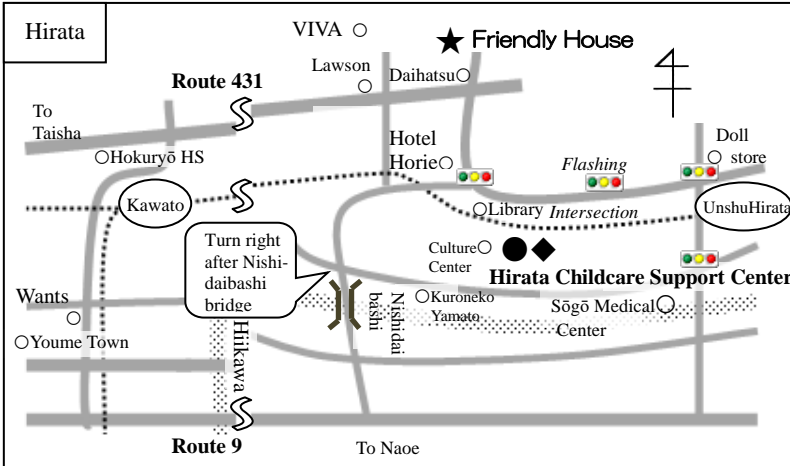 Hirata
VIVA
Friendly House
Lawson
Daihatsu
Route 431
To
Taisha
Hokuryō HS
Hotel
Horie
Flashing
Doll
store
Kawato
Library
Intersection
UnshuHirata
Turn right
after Nishi-
daibashi
bridge
Culture
Center
Hirata Childcare Support Center
Wants
Youme Town
Hiikawa
Nishidai
bashi
Kuroneko
Yamato
Sōgō Medical
Center
Route 9
To Naoe